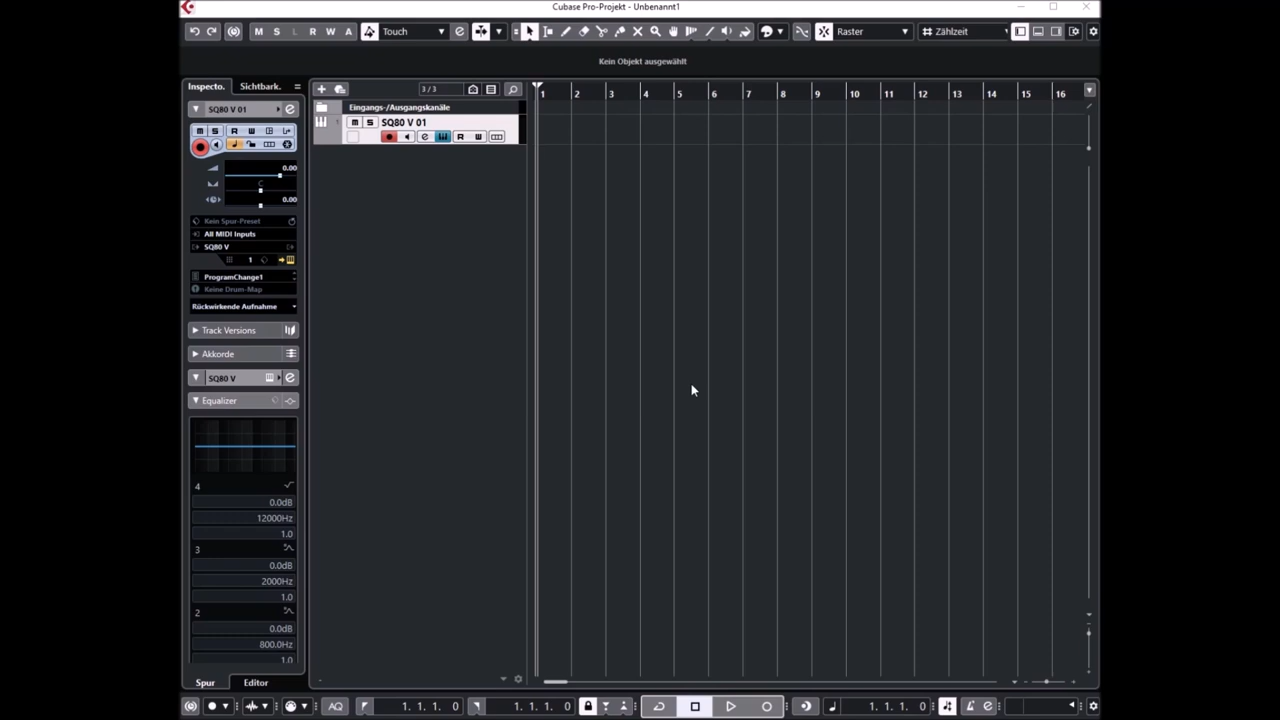 Cubase Pro-Projekt - Unbenannt1
M S L R W A Touch Raster Zählzeit
Kein Objekt ausgewählt
Inspecto. Sichtbark. 3/3 1 2 3 4 5 6 7 8 9 10 11 12 13 14 15 16
SQ80 V 01
Eingangs-/Ausgangskanäle
1 M S SQ80 V 01
R W
M S R W
0.00
C
0.00
Kein Spur-Preset
All MIDI Inputs
SQ80 V
1
ProgramChange1
Keine Drum-Map
Rückwirkende Aufnahme
Track Versions
Akkorde
SQ80 V
Equalizer
4
0.0dB
12000Hz
1.0
3
0.0dB
2000Hz
1.0
2
0.0dB
800.0Hz
1.0
Spur Editor
AQ 1. 1. 1. 0 1. 1. 1. 0 1. 1. 1. 0